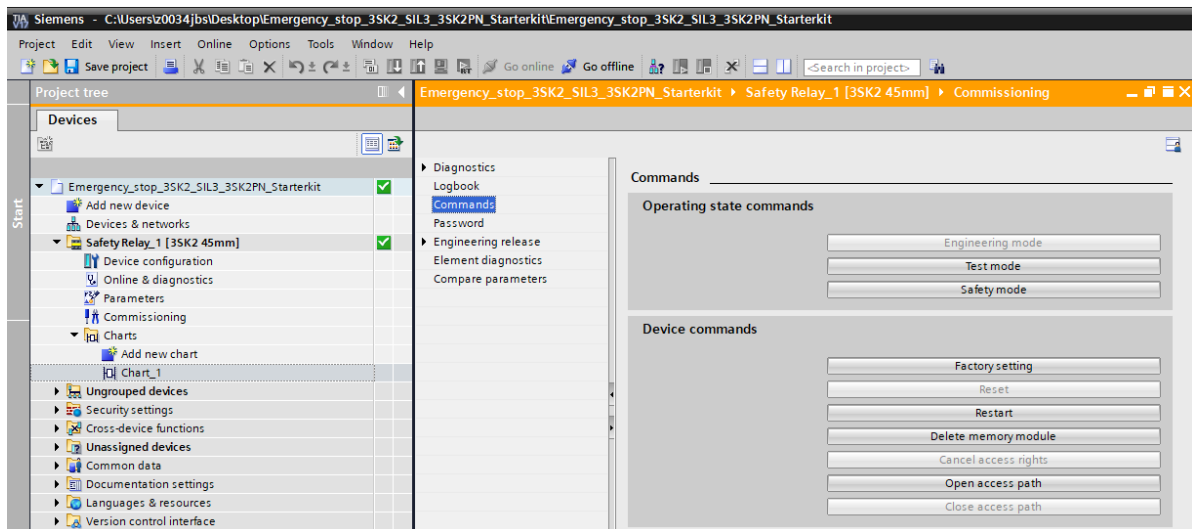 Siemens - C:\Users\z0034jbs\Desktop\Emergency_stop_3SK2_SIL3_3SK2PN_Starterkit\Emergency_stop_3SK2_SIL3_3SK2PN_Starterkit
Project Edit View Insert Online Options Tools Window Help
Save project Go online Go offline <Search in project>
Project tree
Devices
Start
Emergency_stop_3SK2_SIL3_3SK2PN_Starterkit
Add new device
Devices & networks
Safety Relay_1 [3SK2 45mm]
Device configuration
Online & diagnostics
Parameters
Commissioning
Charts
Add new chart
Chart_1
Ungrouped devices
Security settings
Cross-device functions
Unassigned devices
Common data
Documentation settings
Languages & resources
Version control interface
Emergency_stop_3SK2_SIL3_3SK2PN_Starterkit Safety Relay_1 [3SK2 45mm] Commissioning
Diagnostics
Logbook
Commands
Password
Engineering release
Element diagnostics
Compare parameters
Commands
Operating state commands
Engineering mode
Test mode
Safety mode
Device commands
Factory setting
Reset
Restart
Delete memory module
Cancel access rights
Open access path
Close access path